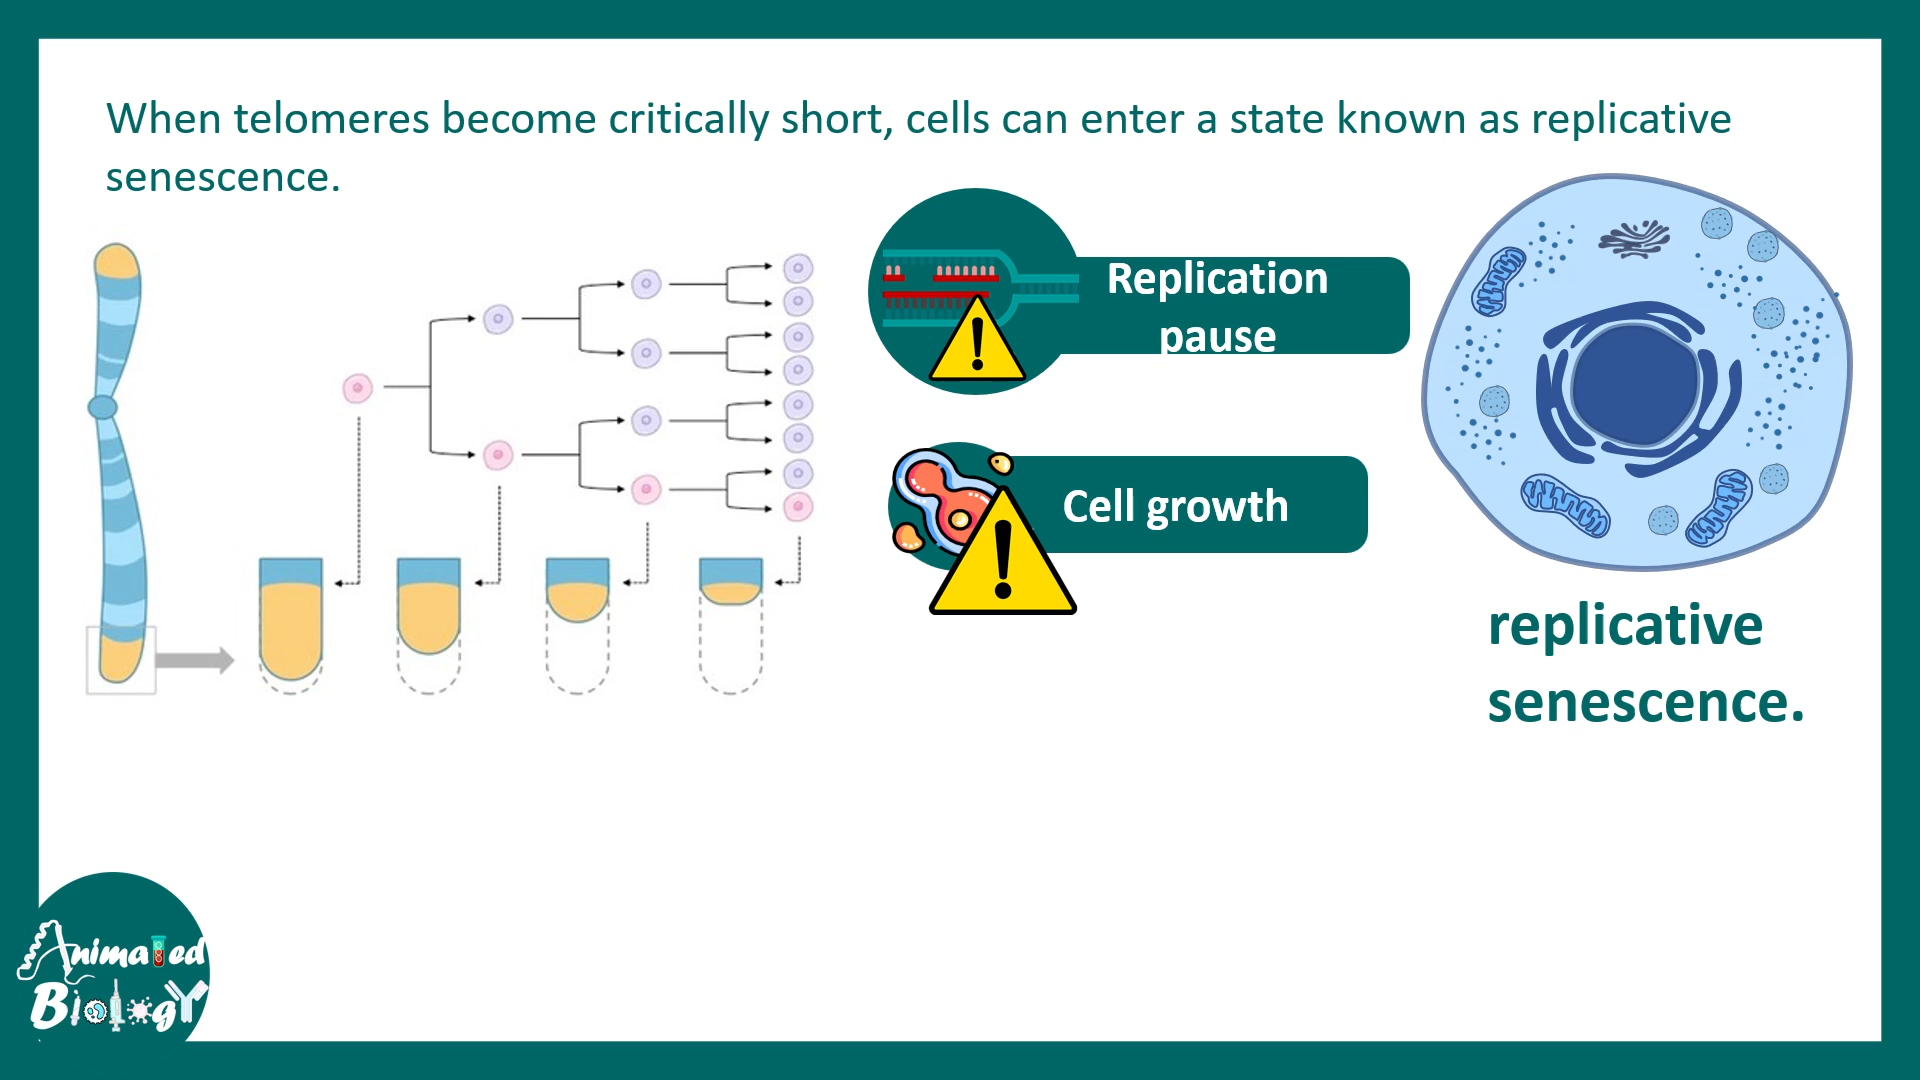 When telomeres become critically short, cells can enter a state known as replicative
senescence.
Replication
pause
Cell growth
replicative
senescence.
Animated
Biology